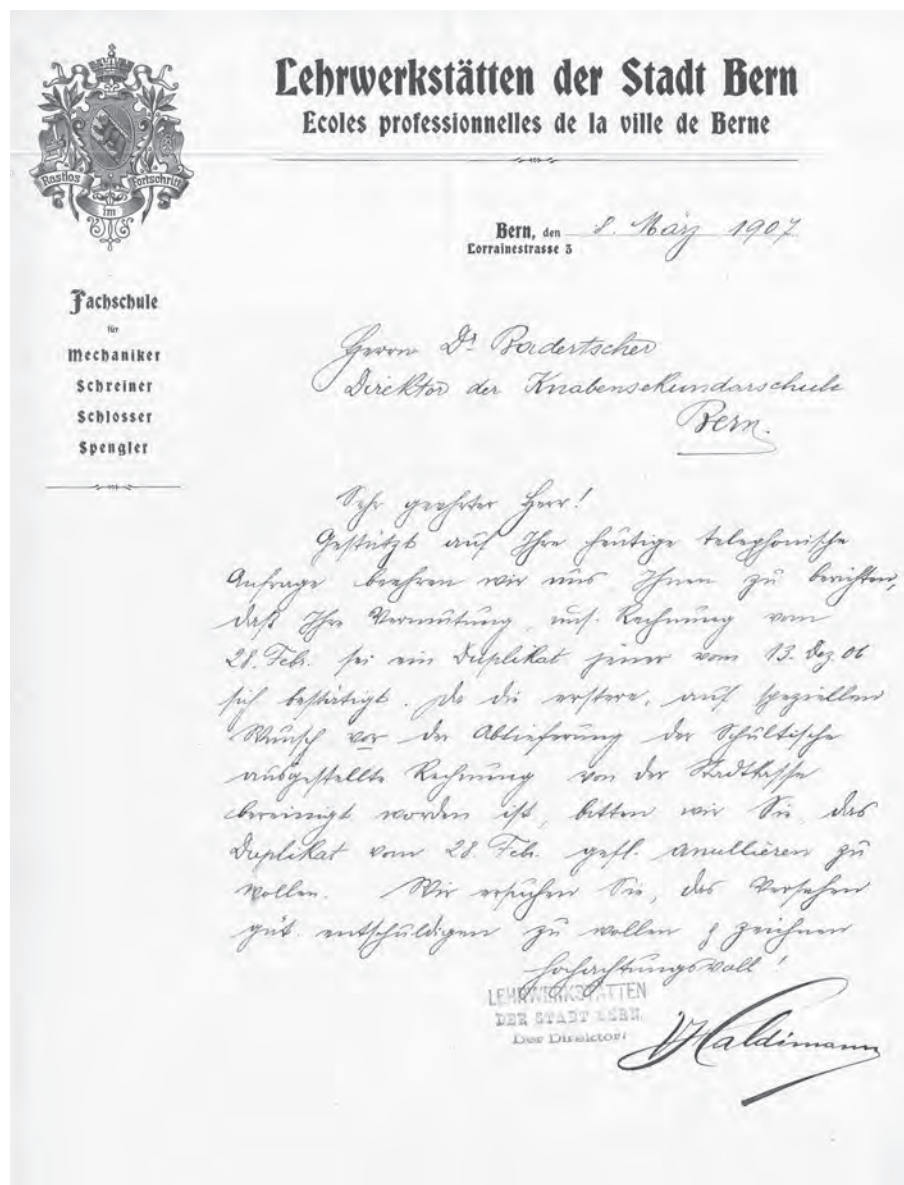 Lehrwerkstätten der Stadt Bern
Ecoles professionnelles de la ville de Berne
Rastlos im Fortschritt
Bern, den 8. März 1907
Lorrainestrasse 3
Fachschule
für
Mechaniker
Schreiner
Schlosser
Spengler
Herrn Dr Badertscher
Direktor der Knabensekundarschule
Bern.
Sehr geehrter Herr!
Gestützt auf Ihre heutige telephonische
Anfrage beehren wir uns Ihnen zu berichten,
daß Ihre Vermutung, uns. Rechnung vom
28. Feb. sei ein Duplikat jener vom 13. Dez 06
sich bestätigt. Da die erstere, auf speziellen
Wunsch vor der Ablieferung der Schultische
ausgestellte Rechnung von der Stadtkasse
bereinigt worden ist, bitten wir Sie, das
Duplikat vom 28. Feb. gefl. anullieren zu
wollen. Wir ersuchen Sie, das Versehen
güt. entschuldigen zu wollen & zeichnen
hochachtungsvoll!
LEHRWERKSTÄTTEN
DER STADT BERN.
Der Direktor:
Haldimann